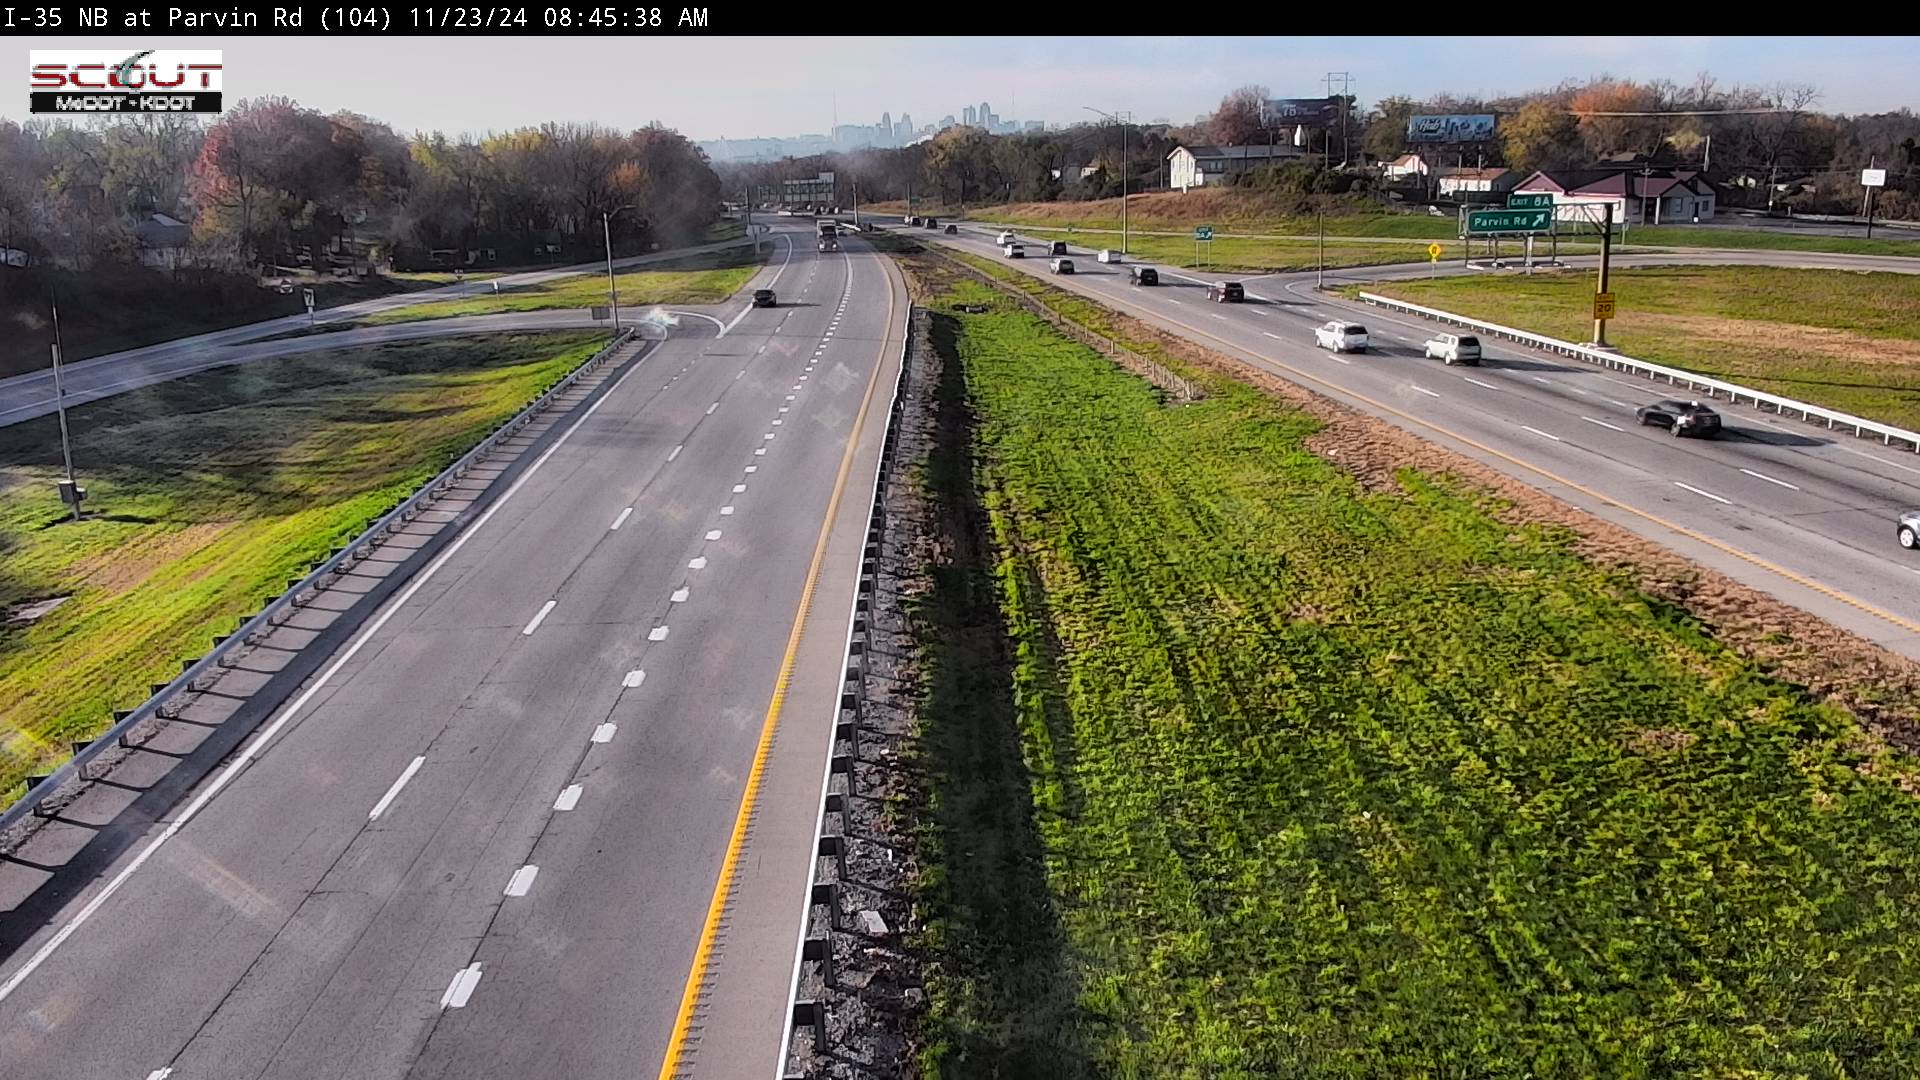 I-35 NB at Parvin Rd (104) 11/23/24 08:45:38 AM
SCOUT
MoDOT - KDOT
EXIT 8A
Parvin Rd
20